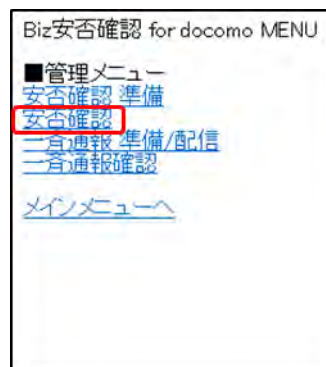 Biz安否確認 for docomo MENU
■管理メニュー
安否確認 準備
安否確認
一斉通報 準備/配信
一斉通報確認
メインメニューへ